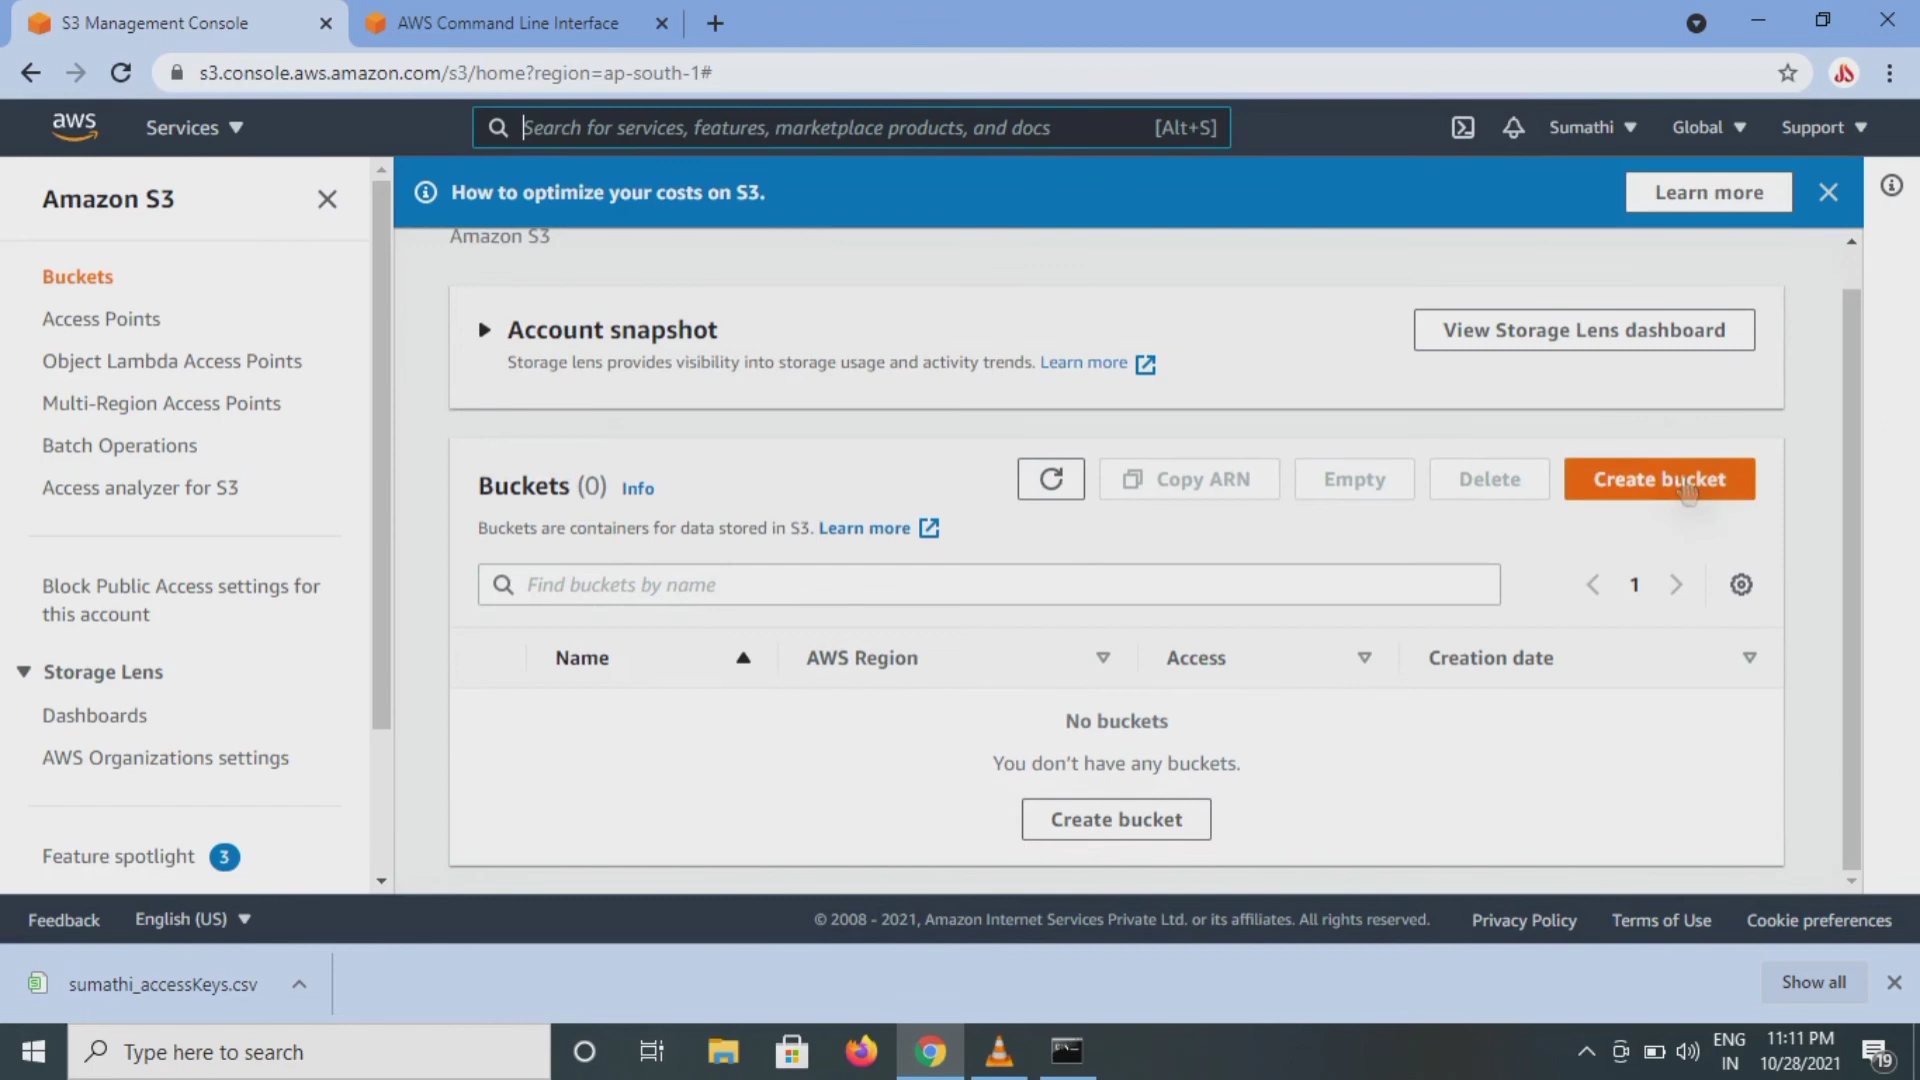 S3 Management Console
AWS Command Line Interface
s3.console.aws.amazon.com/s3/home?region=ap-south-1#
aws
Services
Search for services, features, marketplace products, and docs
[Alt+S]
Sumathi
Global
Support
Amazon S3
How to optimize your costs on S3.
Learn more
Amazon S3
Buckets
Access Points
Object Lambda Access Points
Multi-Region Access Points
Batch Operations
Access analyzer for S3
Block Public Access settings for
this account
Storage Lens
Dashboards
AWS Organizations settings
Feature spotlight 3
Account snapshot
View Storage Lens dashboard
Storage lens provides visibility into storage usage and activity trends. Learn more
Buckets (0) Info
Copy ARN
Empty
Delete
Create bucket
Buckets are containers for data stored in S3. Learn more
Find buckets by name
1
Name
AWS Region
Access
Creation date
No buckets
You don't have any buckets.
Create bucket
Feedback
English (US)
© 2008 - 2021, Amazon Internet Services Private Ltd. or its affiliates. All rights reserved.
Privacy Policy
Terms of Use
Cookie preferences
sumathi_accessKeys.csv
Show all
Type here to search
ENG
IN
11:11 PM
10/28/2021
19